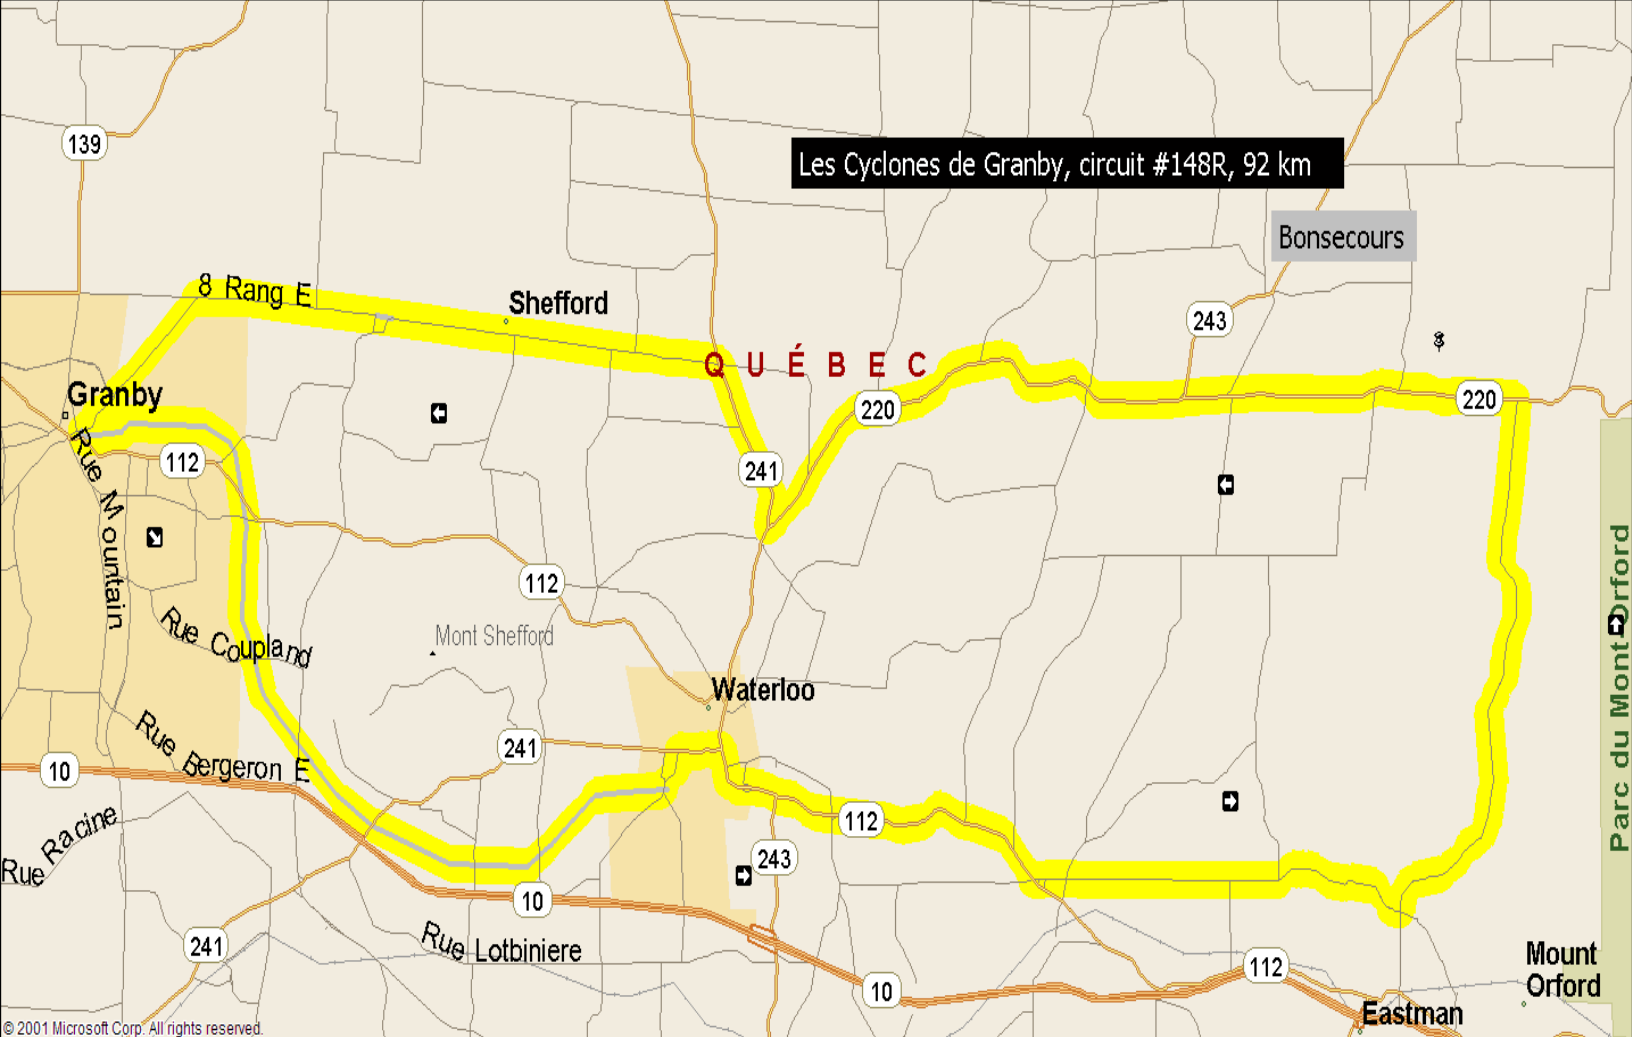 139
Les Cyclones de Granby, circuit #148R, 92 km
Bonsecours
8 Rang E
Shefford
243
QUÉBEC
Granby
220
220
112
241
Rue Mountain
112
Rue Coupland
Mont Shefford
Parc du Mont-Orford
Waterloo
Rue Bergeron E
241
10
112
Rue Racine
243
10
241
Rue Lotbiniere
112
Mount
Orford
10
Eastman
© 2001 Microsoft Corp. All rights reserved.